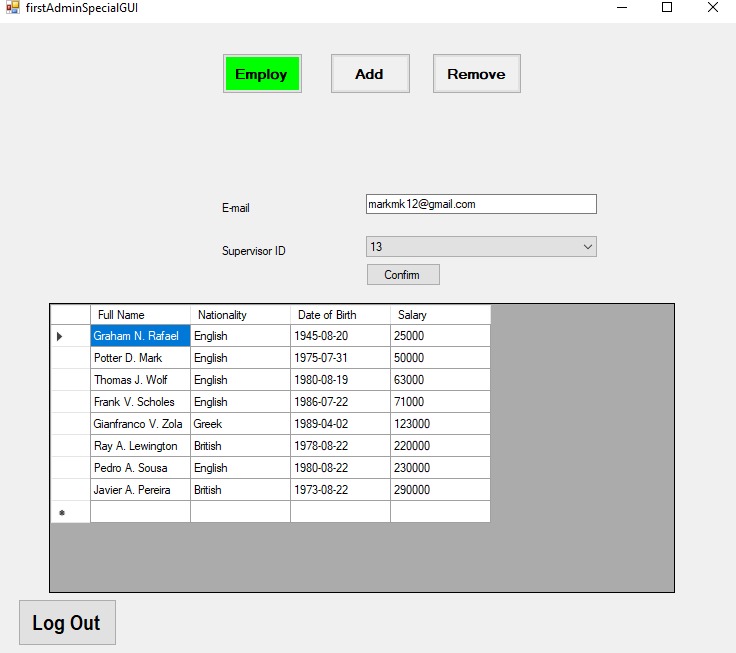 firstAdminSpecialGUI
Employ Add Remove
E-mail markmk12@gmail.com
Supervisor ID 13
Confirm
Full Name Nationality Date of Birth Salary
Graham N. Rafael English 1945-08-20 25000
Potter D. Mark English 1975-07-31 50000
Thomas J. Wolf English 1980-08-19 63000
Frank V. Scholes English 1986-07-22 71000
Gianfranco V. Zola Greek 1989-04-02 123000
Ray A. Lewington British 1978-08-22 220000
Pedro A. Sousa English 1980-08-22 230000
Javier A. Pereira British 1973-08-22 290000
Log Out